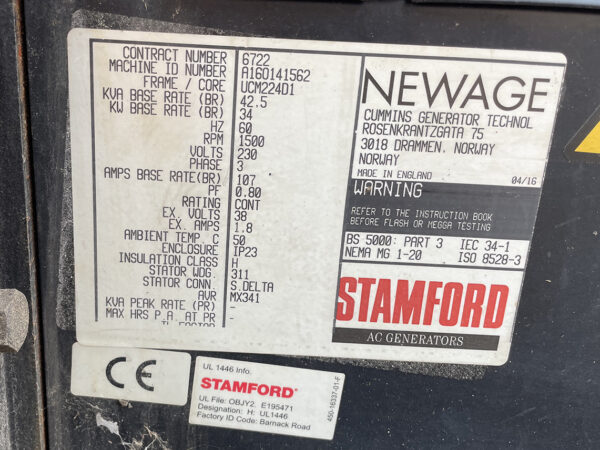 CONTRACT NUMBER 6722
MACHINE ID NUMBER A16O141562
FRAME / CORE UCM224D1
KVA BASE RATE (BR) 42.5
KW BASE RATE (BR) 34
HZ 60
RPM 1500
VOLTS 230
PHASE 3
AMPS BASE RATE(BR) 107
PF 0.80
RATING CONT
EX. VOLTS 38
EX. AMPS 1.8
AMBIENT TEMP. C 50
ENCLOSURE IP23
INSULATION CLASS H
STATOR WDG. 311
STATOR CONN. S.DELTA
AVR MX341
KVA PEAK RATE (PR) -
MAX HRS P.A. AT PR -
NEWAGE
CUMMINS GENERATOR TECHNOL
ROSENKRANTZGATA 75
3018 DRAMMEN. NORWAY
NORWAY
MADE IN ENGLAND 04/16
WARNING
REFER TO THE INSTRUCTION BOOK
BEFORE FLASH OR MEGGA TESTING
BS 5000: PART 3 IEC 34-1
NEMA MG 1-20 ISO 8528-3
STAMFORD
AC GENERATORS
CE
UL 1446 Info.
STAMFORD®
UL File: OBJY2. E195471
Designation: H: UL1446
Factory ID Code: Barnack Road
450-16337-01-F